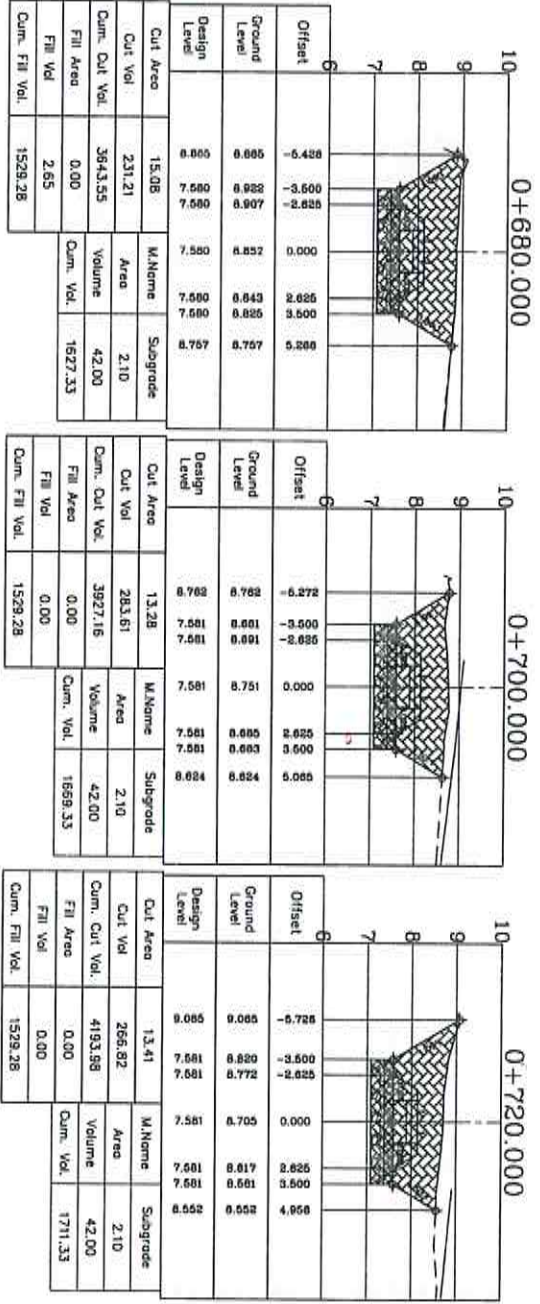 0+680.000
10
9
8
7
6
Offset -5.428 -3.500 -2.625 0.000 2.625 3.500 5.266
Ground Level 8.885 8.922 8.907 8.852 8.843 8.825 8.757
Design Level 8.885 7.580 7.580 7.580 7.580 7.580 8.757
Cut Area 15.08 M.Name Subgrade
Cut Vol 231.21 Area 2.10
Cum. Cut Vol. 3643.55 Volume 42.00
Fill Area 0.00 Cum. Vol. 1627.33
Fill Vol 2.65
Cum. Fill Vol. 1529.28
0+700.000
10
9
8
7
6
Offset -5.272 -3.500 -2.625 0.000 2.625 3.500 5.065
Ground Level 8.762 8.681 8.691 8.751 8.685 8.683 8.624
Design Level 8.762 7.581 7.581 7.581 7.581 7.581 8.624
Cut Area 13.28 M.Name Subgrade
Cut Vol 283.61 Area 2.10
Cum. Cut Vol. 3927.16 Volume 42.00
Fill Area 0.00 Cum. Vol. 1669.33
Fill Vol 0.00
Cum. Fill Vol. 1529.28
0+720.000
10
9
8
7
6
Offset -5.726 -3.500 -2.625 0.000 2.625 3.500 4.956
Ground Level 9.065 8.820 8.772 8.705 8.617 8.581 8.552
Design Level 9.065 7.581 7.581 7.581 7.581 7.581 8.552
Cut Area 13.41 M.Name Subgrade
Cut Vol 266.82 Area 2.10
Cum. Cut Vol. 4193.98 Volume 42.00
Fill Area 0.00 Cum. Vol. 1711.33
Fill Vol 0.00
Cum. Fill Vol. 1529.28